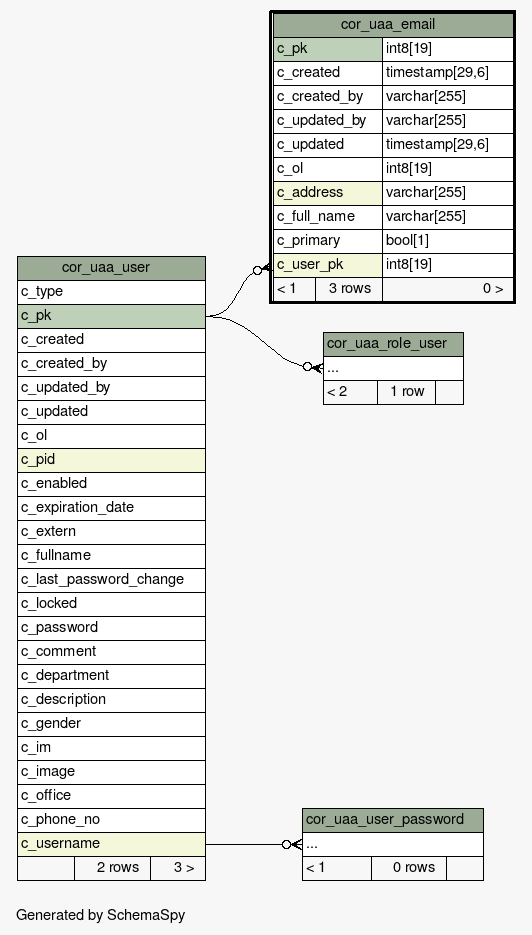 cor_uaa_email
c_pk int8[19]
c_created timestamp[29,6]
c_created_by varchar[255]
c_updated_by varchar[255]
c_updated timestamp[29,6]
c_ol int8[19]
c_address varchar[255]
c_full_name varchar[255]
c_primary bool[1]
c_user_pk int8[19]
< 1 3 rows 0 >
cor_uaa_user
c_type
c_pk
c_created
c_created_by
c_updated_by
c_updated
c_ol
c_pid
c_enabled
c_expiration_date
c_extern
c_fullname
c_last_password_change
c_locked
c_password
c_comment
c_department
c_description
c_gender
c_im
c_image
c_office
c_phone_no
c_username
2 rows 3 >
cor_uaa_role_user
...
< 2 1 row
cor_uaa_user_password
...
< 1 0 rows
Generated by SchemaSpy